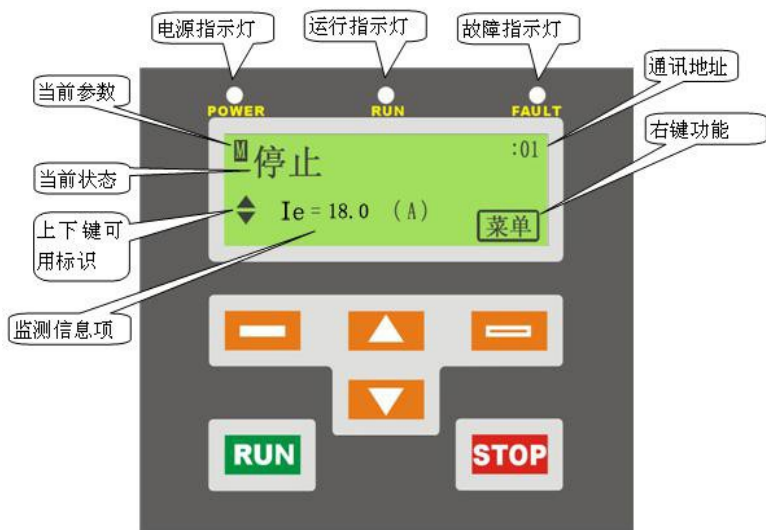 电源指示灯
运行指示灯
故障指示灯
当前参数
通讯地址
POWER
RUN
FAULT
右键功能
M
停止
:01
当前状态
Ie = 18.0 (A)
菜单
上下键可
用标识
监测信息项
RUN
STOP